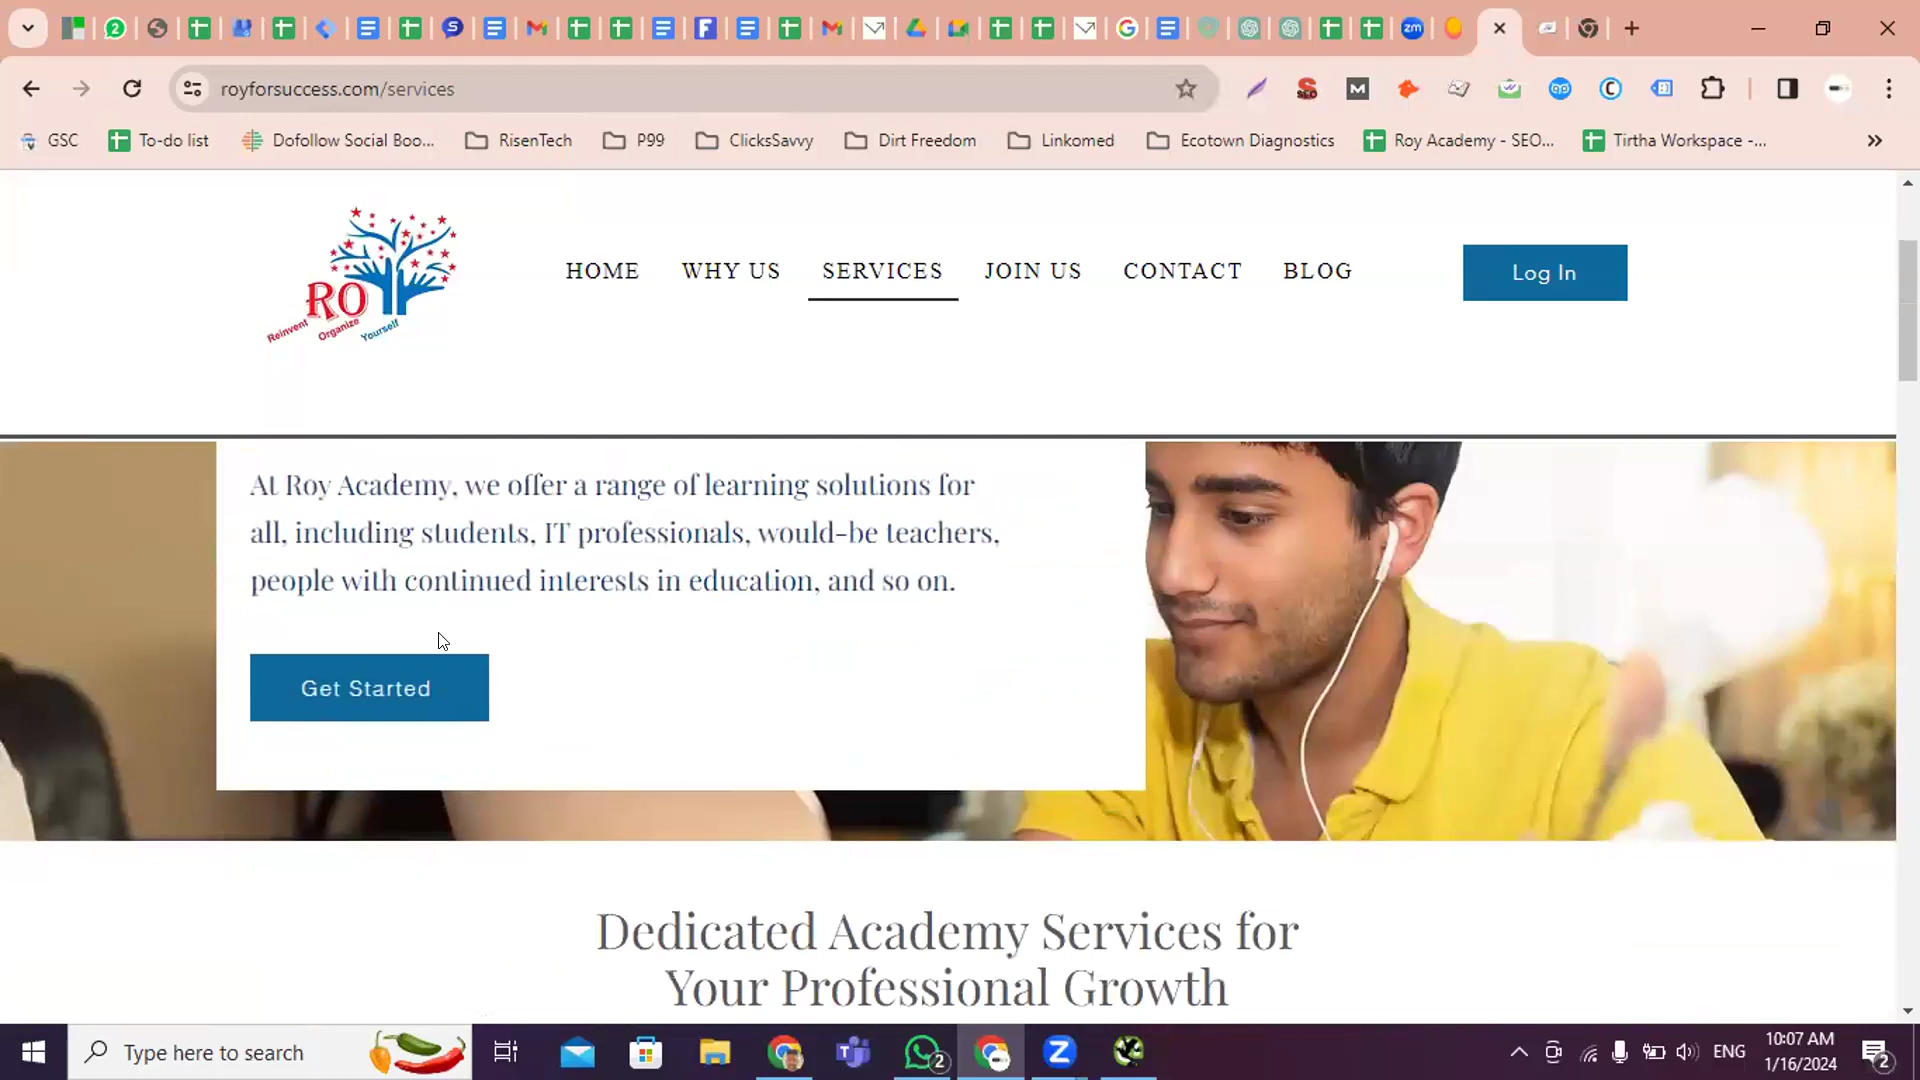 zm
royforsuccess.com/services
GSC
To-do list
Dofollow Social Boo...
RisenTech
P99
ClicksSavvy
Dirt Freedom
Linkomed
Ecotown Diagnostics
Roy Academy - SEO...
Tirtha Workspace -...
ROY
Reinvent Organize Yourself
HOME
WHY US
SERVICES
JOIN US
CONTACT
BLOG
Log In
At Roy Academy, we offer a range of learning solutions for
all, including students, IT professionals, would-be teachers,
people with continued interests in education, and so on.
Get Started
Dedicated Academy Services for
Your Professional Growth
Type here to search
2
ENG
10:07 AM
1/16/2024
2